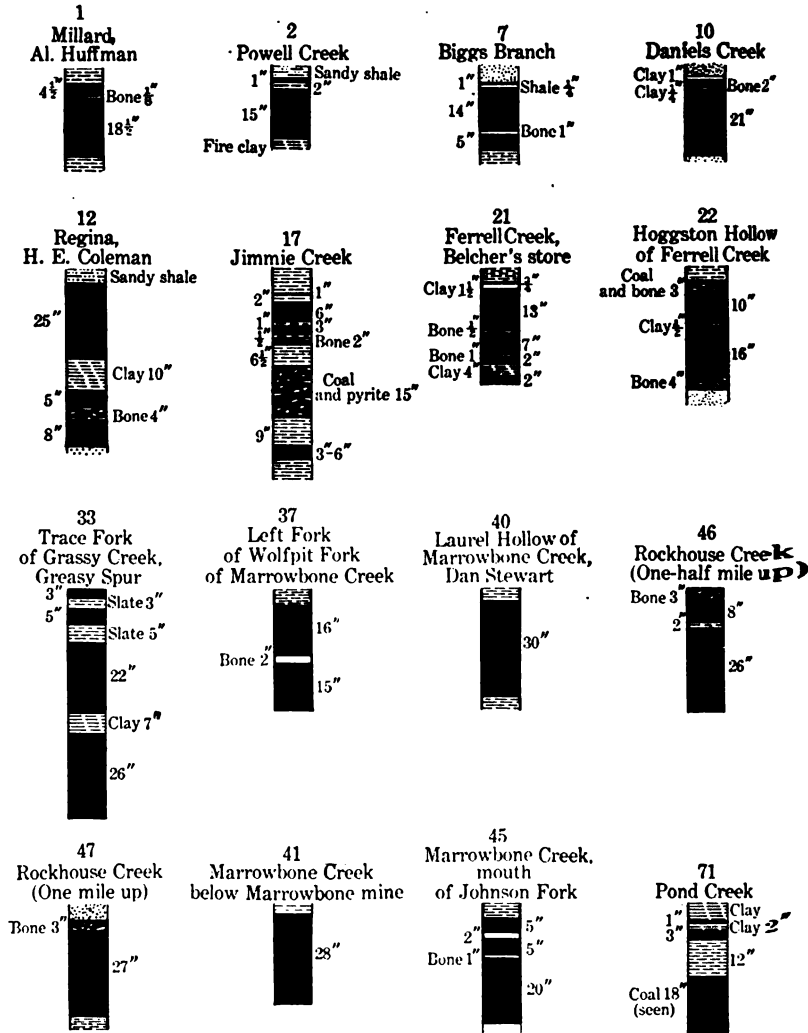 1
Millard,
Al. Huffman
4½″
Bone ⅛″
18½″
2
Powell Creek
Sandy shale
1″
2″
15″
Fire clay
7
Biggs Branch
1″
Shale ¼″
14″
Bone 1″
5″
10
Daniels Creek
Clay 1″
Clay ¼″
Bone 2″
21″
12
Regina,
H. E. Coleman
Sandy shale
25″
Clay 10″
5″
Bone 4″
8″
17
Jimmie Creek
1″
2″
6″
1″
3″
½″
Bone 2″
6½″
Coal
and pyrite 15″
9″
3″-6″
21
Ferrell Creek,
Belcher's store
Clay 1½″
13″
Bone ½″
7″
Bone 1″
2″
Clay 4″
2″
22
Hoggston Hollow
of Ferrell Creek
Coal
and bone 3″
10″
Clay ½″
16″
Bone 4″
33
Trace Fork
of Grassy Creek,
Greasy Spur
3″
Slate 3″
5″
Slate 5″
22″
Clay 7″
26″
37
Left Fork
of Wolfpit Fork
of Marrowbone Creek
16″
Bone 2″
15″
40
Laurel Hollow of
Marrowbone Creek,
Dan Stewart
30″
46
Rockhouse Creek
(One-half mile up)
Bone 3″
8″
2″
26″
47
Rockhouse Creek
(One mile up)
Bone 3″
27″
41
Marrowbone Creek
below Marrowbone mine
28″
45
Marrowbone Creek,
mouth
of Johnson Fork
5″
2″
5″
Bone 1″
20″
71
Pond Creek
Clay
1″
Clay 2″
3″
12″
Coal 18″
(seen)